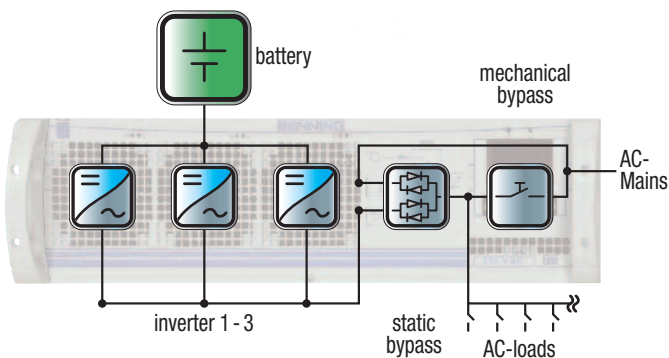 battery
mechanical
bypass
AC-
Mains
inverter 1 - 3
static
bypass
AC-loads